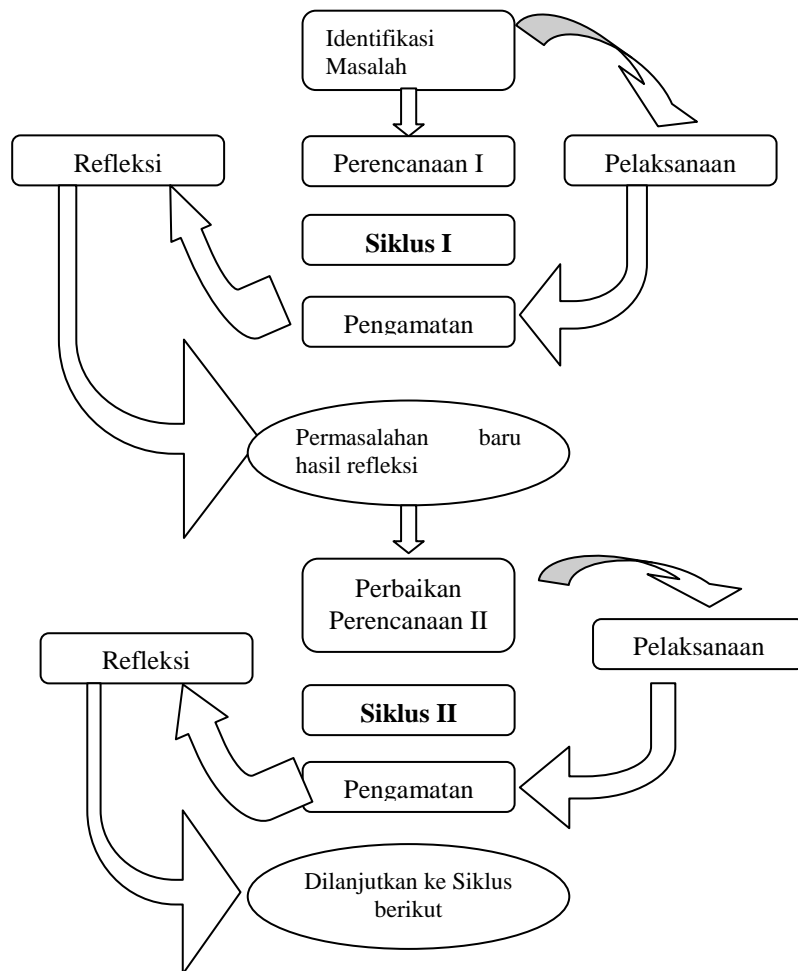 Identifikasi
Masalah
Refleksi
Perencanaan I
Pelaksanaan
Siklus I
Pengamatan
Permasalahan baru
hasil refleksi
Perbaikan
Perencanaan II
Refleksi
Pelaksanaan
Siklus II
Pengamatan
Dilanjutkan ke Siklus
berikut